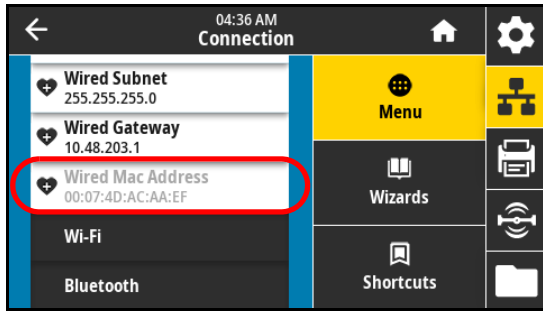 04:36 AM
Connection
Wired Subnet
255.255.255.0
Wired Gateway
10.48.203.1
Wired Mac Address
00:07:4D:AC:AA:EF
Wi-Fi
Bluetooth
Menu
Wizards
Shortcuts